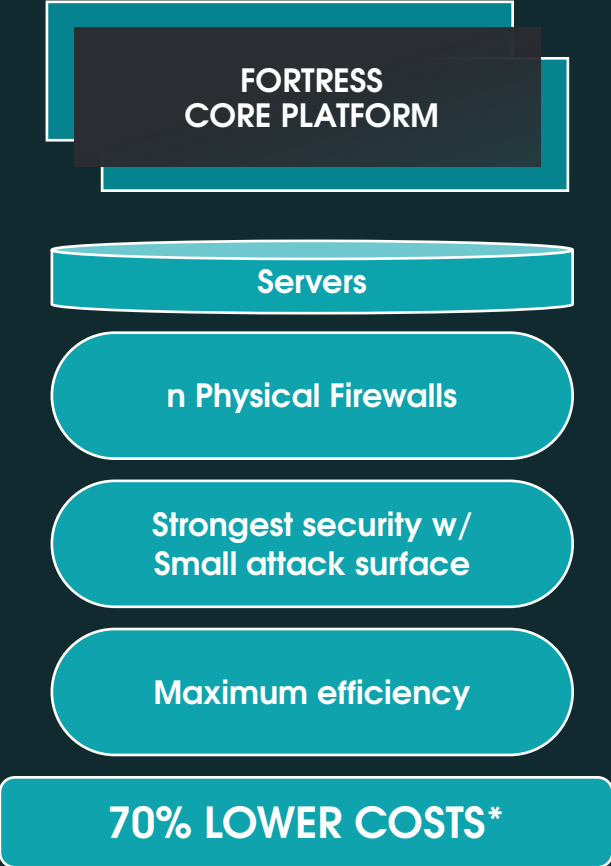 FORTRESS
CORE PLATFORM
Servers
n Physical Firewalls
Strongest security w/
Small attack surface
Maximum efficiency
70% LOWER COSTS*